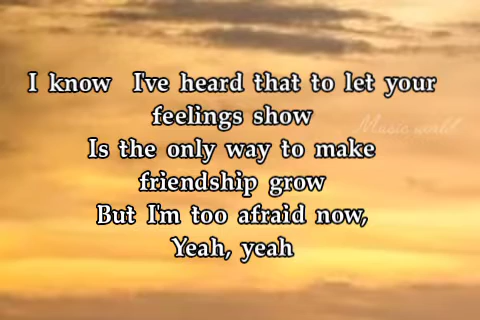 I know I've heard that to let your
feelings show
Music world
Is the only way to make
friendship grow
But I'm too afraid now,
Yeah, yeah